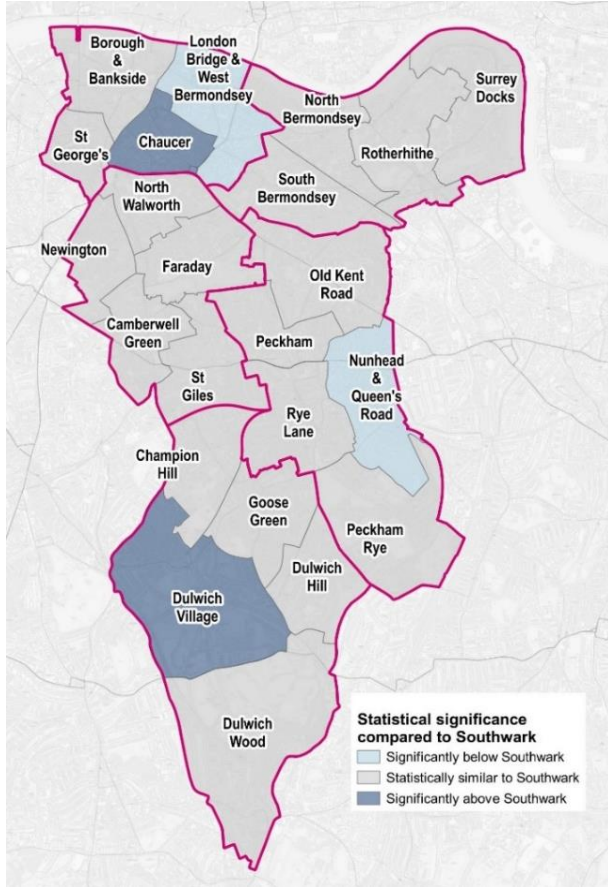 Borough
&
Bankside
London
Bridge &
West
Bermondsey
North
Bermondsey
Surrey
Docks
Chaucer
St
George's
Rotherhithe
South
Bermondsey
North
Walworth
Newington
Faraday
Old Kent
Road
Camberwell
Green
Peckham
Nunhead
&
Queen's
Road
St
Giles
Rye
Lane
Champion
Hill
Goose
Green
Peckham
Rye
Dulwich
Hill
Dulwich
Village
Dulwich
Wood
Statistical significance
compared to Southwark
Significantly below Southwark
Statistically similar to Southwark
Significantly above Southwark